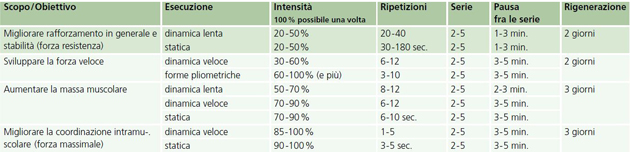 Scopo/Obiettivo Esecuzione Intensità Ripetizioni Serie Pausa Rigenerazione
100% possibile una volta fra le serie
Migliorare rafforzamento in generale e dinamica lenta 20-50% 20-40 2-5 1-3 min. 2 giorni
stabilità (forza resistenza) statica 20-50% 30-180 sec. 2-5 1-3 min.
Sviluppare la forza veloce dinamica veloce 30-60% 6-12 2-5 3-5 min. 2 giorni
forme pliometriche 60-100% (e più) 3-10 2-5 3-5 min.
Aumentare la massa muscolare dinamica lenta 50-70% 8-12 2-5 2-3 min. 3 giorni
dinamica veloce 70-90% 6-12 2-5 3-5 min.
statica 70-90% 6-10 sec. 2-5 3-5 min.
Migliorare la coordinazione intramu-. dinamica veloce 85-100% 1-5 2-5 3-5 min. 3 giorni
scolare (forza massimale) statica 90-100% 3-5 sec. 2-5 3-5 min.